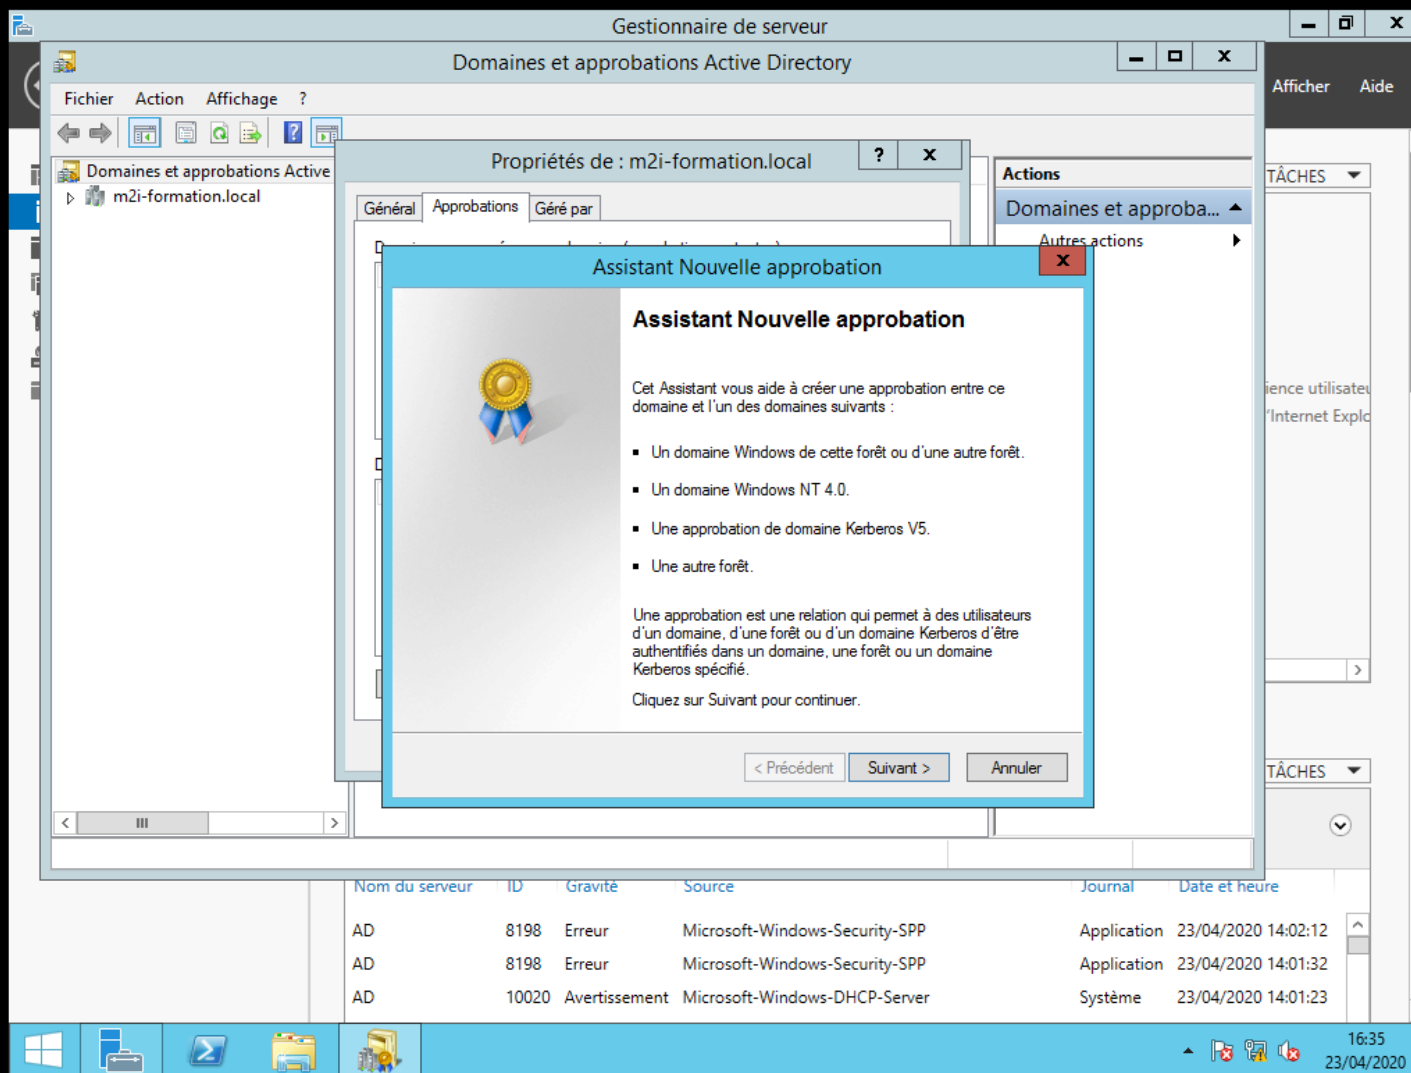 Gestionnaire de serveur
Domaines et approbations Active Directory
Afficher Aide
Fichier Action Affichage ?
Domaines et approbations Active
m2i-formation.local
Propriétés de : m2i-formation.local
? x
Général Approbations Géré par
Actions
Domaines et approba...
Autres actions
TÂCHES
Assistant Nouvelle approbation
Assistant Nouvelle approbation
Cet Assistant vous aide à créer une approbation entre ce
domaine et l'un des domaines suivants :
Un domaine Windows de cette forêt ou d'une autre forêt.
Un domaine Windows NT 4.0.
Une approbation de domaine Kerberos V5.
Une autre forêt.
Une approbation est une relation qui permet à des utilisateurs
d'un domaine, d'une forêt ou d'un domaine Kerberos d'être
authentifiés dans un domaine, une forêt ou un domaine
Kerberos spécifié.
Cliquez sur Suivant pour continuer.
< Précédent Suivant > Annuler
ience utilisateu
'Internet Explo
TÂCHES
Nom du serveur ID Gravité Source Journal Date et heure
AD 8198 Erreur Microsoft-Windows-Security-SPP Application 23/04/2020 14:02:12
AD 8198 Erreur Microsoft-Windows-Security-SPP Application 23/04/2020 14:01:32
AD 10020 Avertissement Microsoft-Windows-DHCP-Server Système 23/04/2020 14:01:23
16:35
23/04/2020